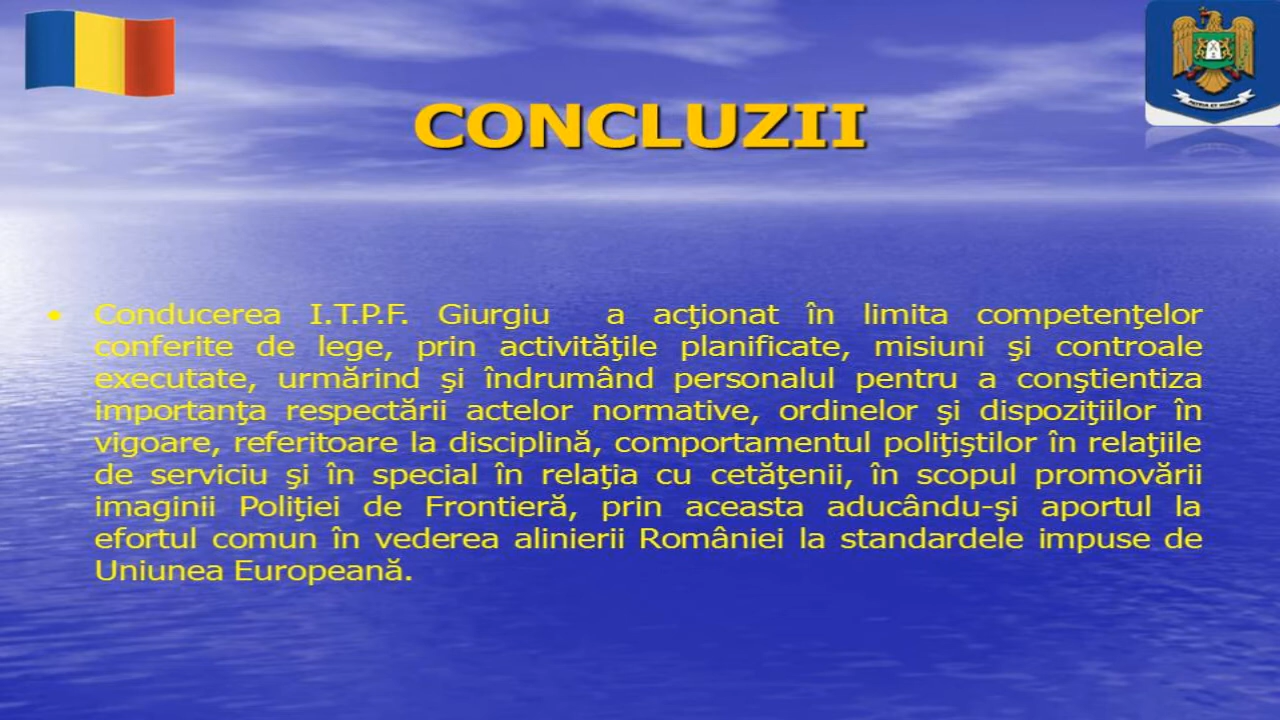 CONCLUZII
• Conducerea I.T.P.F. Giurgiu a acţionat în limita competenţelor
conferite de lege, prin activităţile planificate, misiuni şi controale
executate, urmărind şi îndrumând personalul pentru a conştientiza
importanţa respectării actelor normative, ordinelor şi dispoziţiilor în
vigoare, referitoare la disciplină, comportamentul poliţiştilor în relaţiile
de serviciu şi în special în relaţia cu cetăţenii, în scopul promovării
imaginii Poliţiei de Frontieră, prin aceasta aducându-şi aportul la
efortul comun în vederea alinierii României la standardele impuse de
Uniunea Europeană.